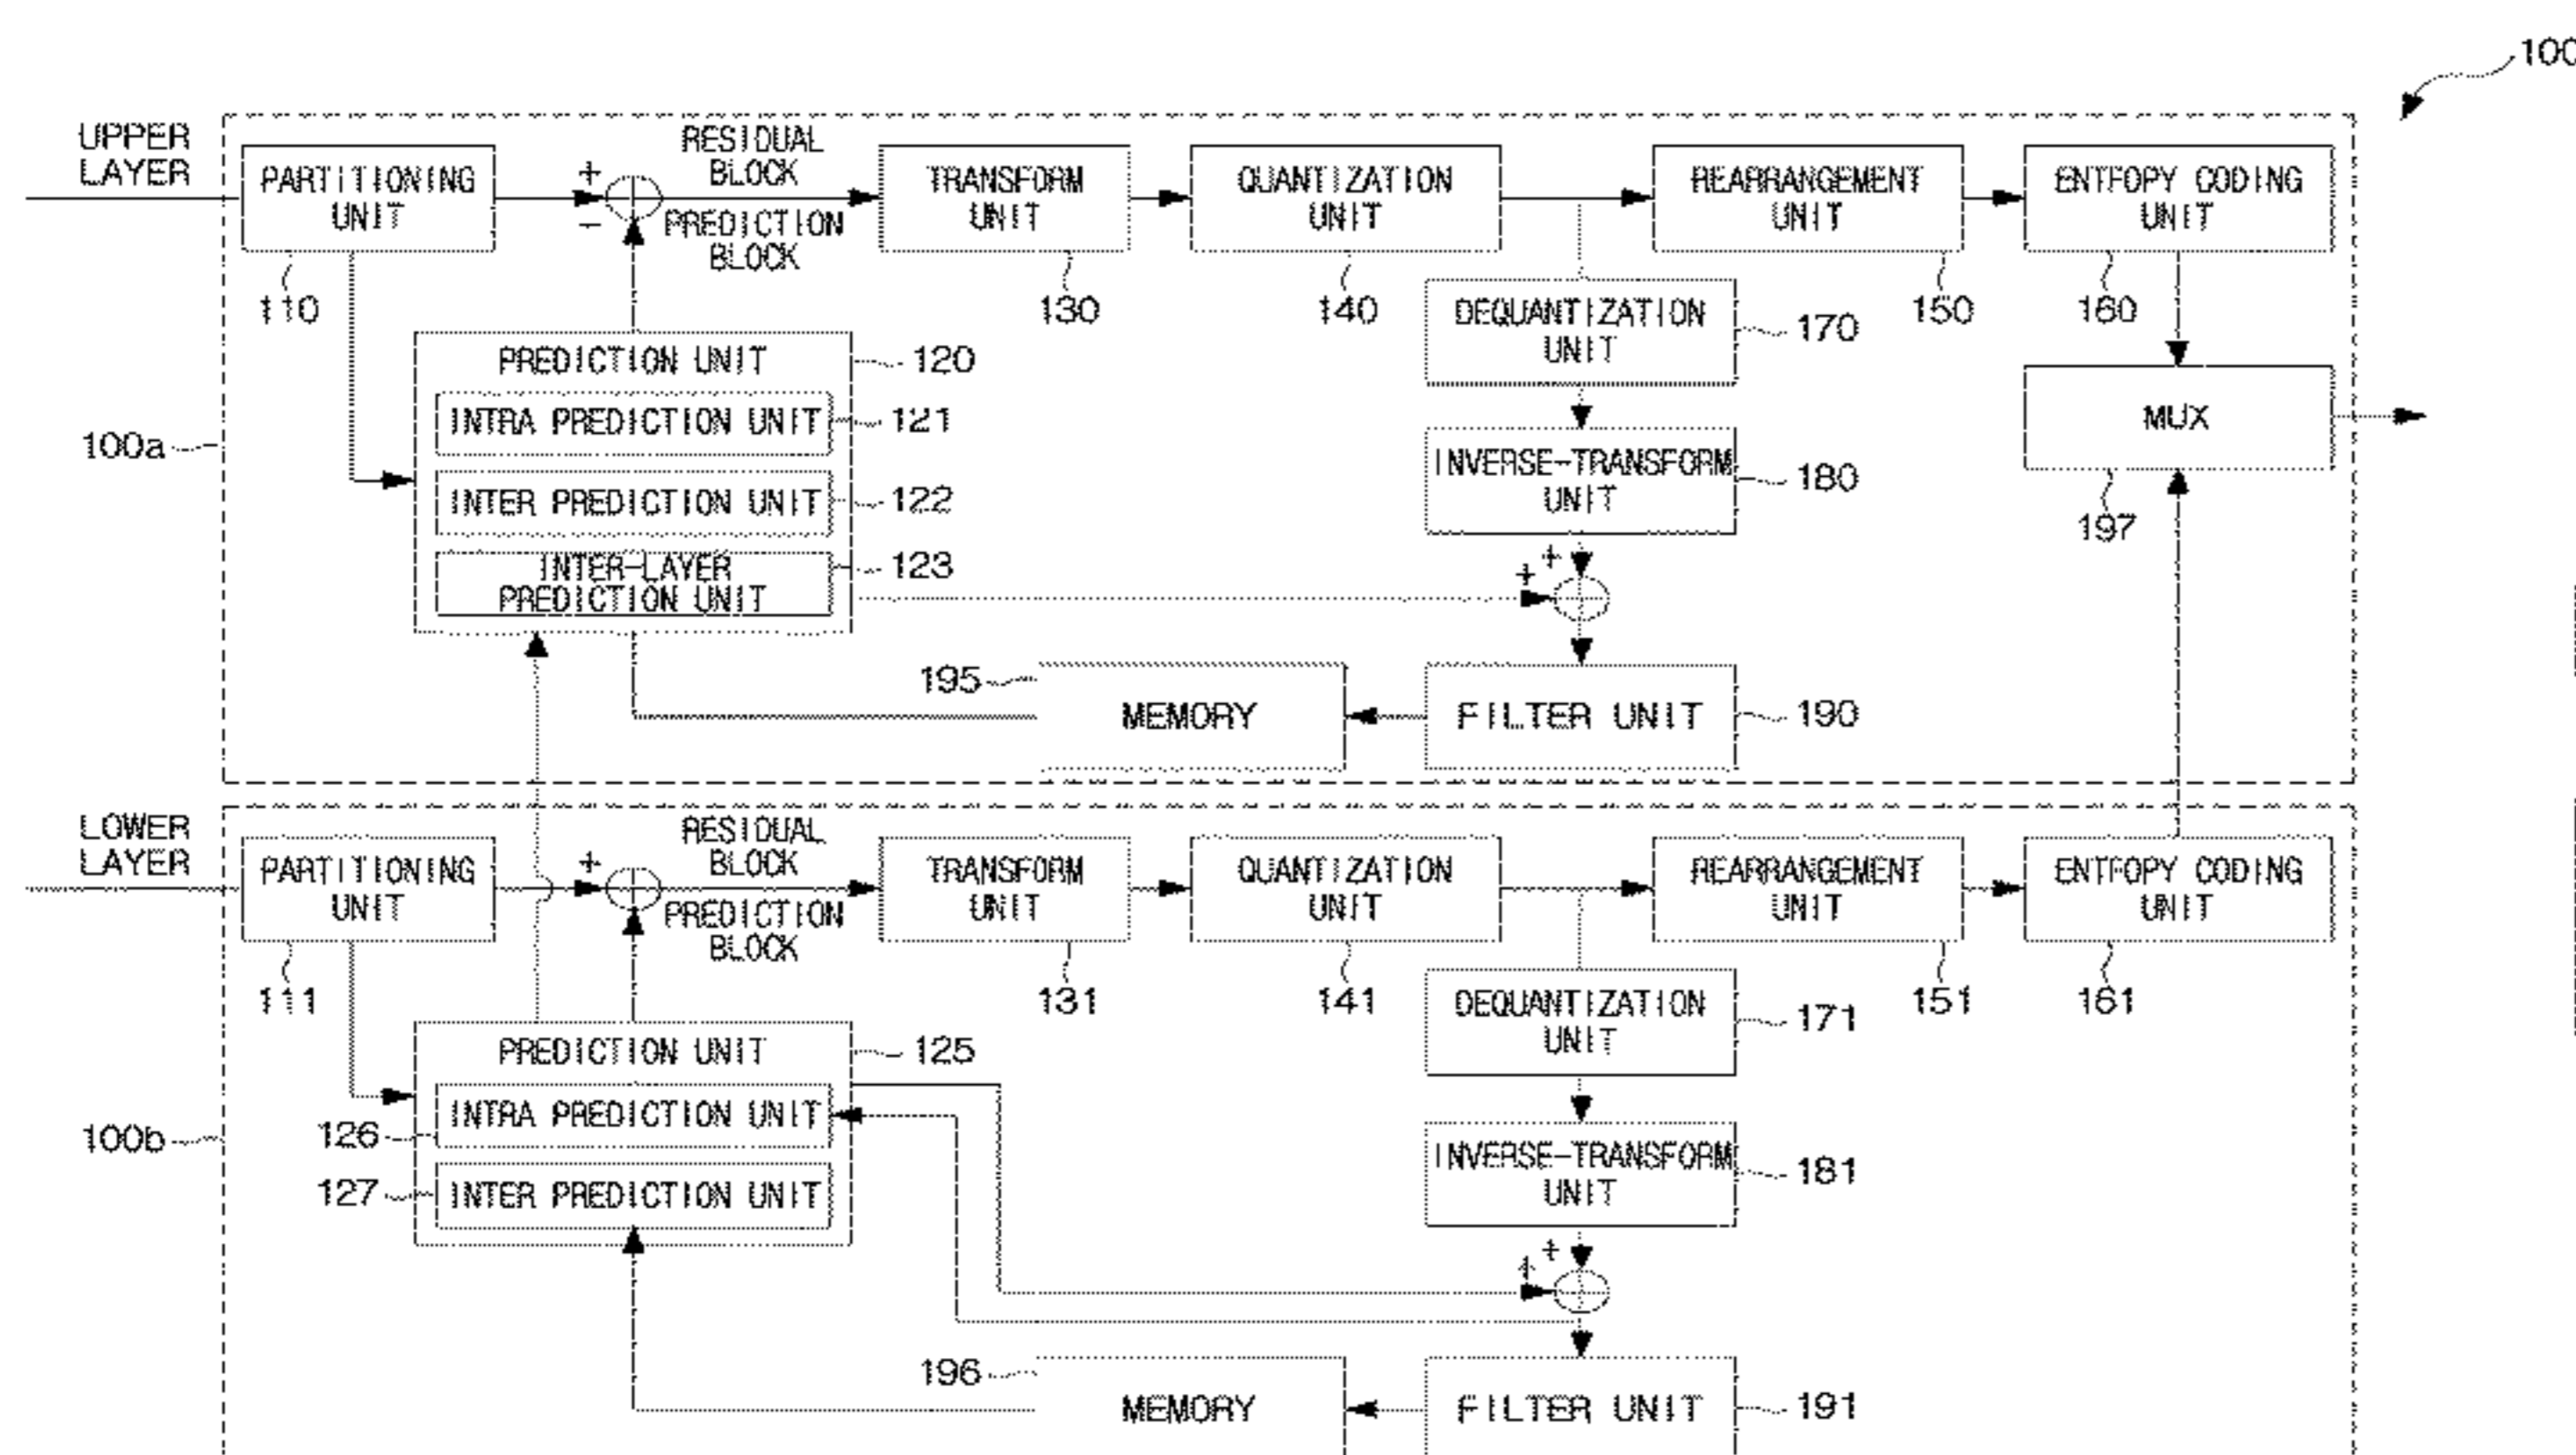 100
UPPER
LAYER
PARTITIONING
UNIT
110
+
−
RESIDUAL
BLOCK
PREDICTION
BLOCK
TRANSFORM
UNIT
130
QUANTIZATION
UNIT
140
REARRANGEMENT
UNIT
150
ENTFOPY CODING
UNIT
160
DEQUANTIZATION
UNIT
170
PREDICTION UNIT
120
INTRA PREDICTION UNIT
121
INTER PREDICTION UNIT
122
INTER-LAYER
PREDICTION UNIT
123
100a
INVERSE-TRANSFORM
UNIT
180
MUX
197
+
+
195
MEMORY
FILTER UNIT
190
LOWER
LAYER
PARTITIONING
UNIT
111
+
RESIDUAL
BLOCK
PREDICTION
BLOCK
TRANSFORM
UNIT
131
QUANTIZATION
UNIT
141
REARRANGEMENT
UNIT
151
ENTFOPY CODING
UNIT
161
DEQUANTIZATION
UNIT
171
PREDICTION UNIT
125
INTRA PREDICTION UNIT
126
INTER PREDICTION UNIT
127
100b
INVERSE-TRANSFORM
UNIT
181
+
+
196
MEMORY
FILTER UNIT
191